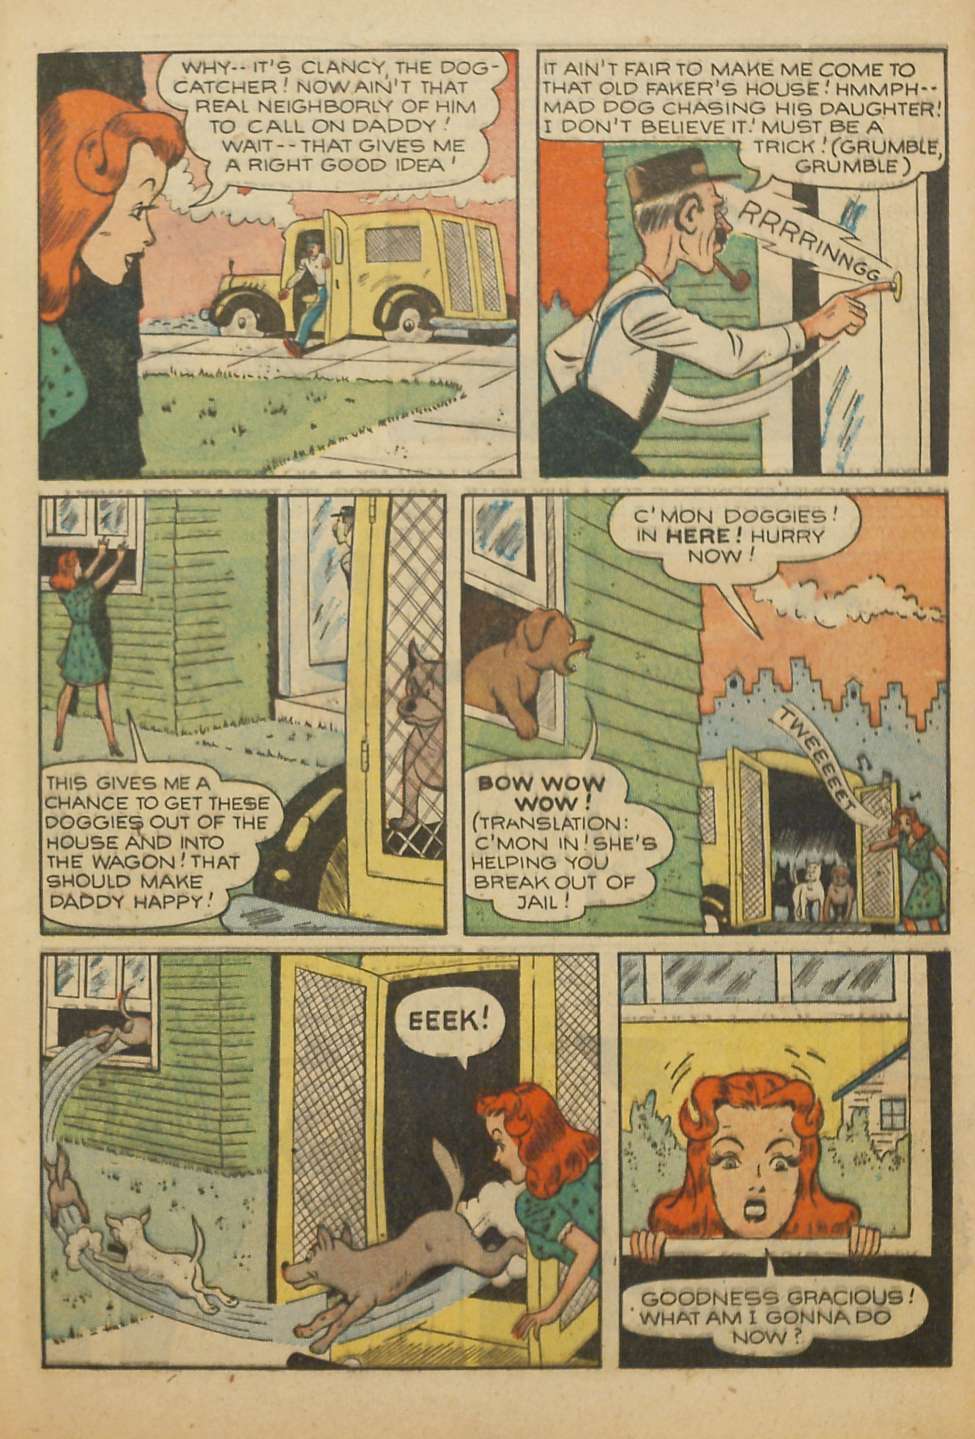 WHY-- IT'S CLANCY, THE DOG-
CATCHER! NOW AIN'T THAT
REAL NEIGHBORLY OF HIM
TO CALL ON DADDY!
WAIT-- THAT GIVES ME
A RIGHT GOOD IDEA!
IT AIN'T FAIR TO MAKE ME COME TO
THAT OLD FAKER'S HOUSE! HMMPH--
MAD DOG CHASING HIS DAUGHTER!
I DON'T BELIEVE IT! MUST BE A
TRICK! (GRUMBLE,
GRUMBLE)
RRRRRINNGG
THIS GIVES ME A
CHANCE TO GET THESE
DOGGIES OUT OF THE
HOUSE AND INTO
THE WAGON! THAT
SHOULD MAKE
DADDY HAPPY!
C'MON DOGGIES!
IN HERE! HURRY
NOW!
TWEEEEET
BOW WOW
WOW!
(TRANSLATION:
C'MON IN! SHE'S
HELPING YOU
BREAK OUT OF
JAIL!
EEEK!
GOODNESS GRACIOUS!
WHAT AM I GONNA DO
NOW?